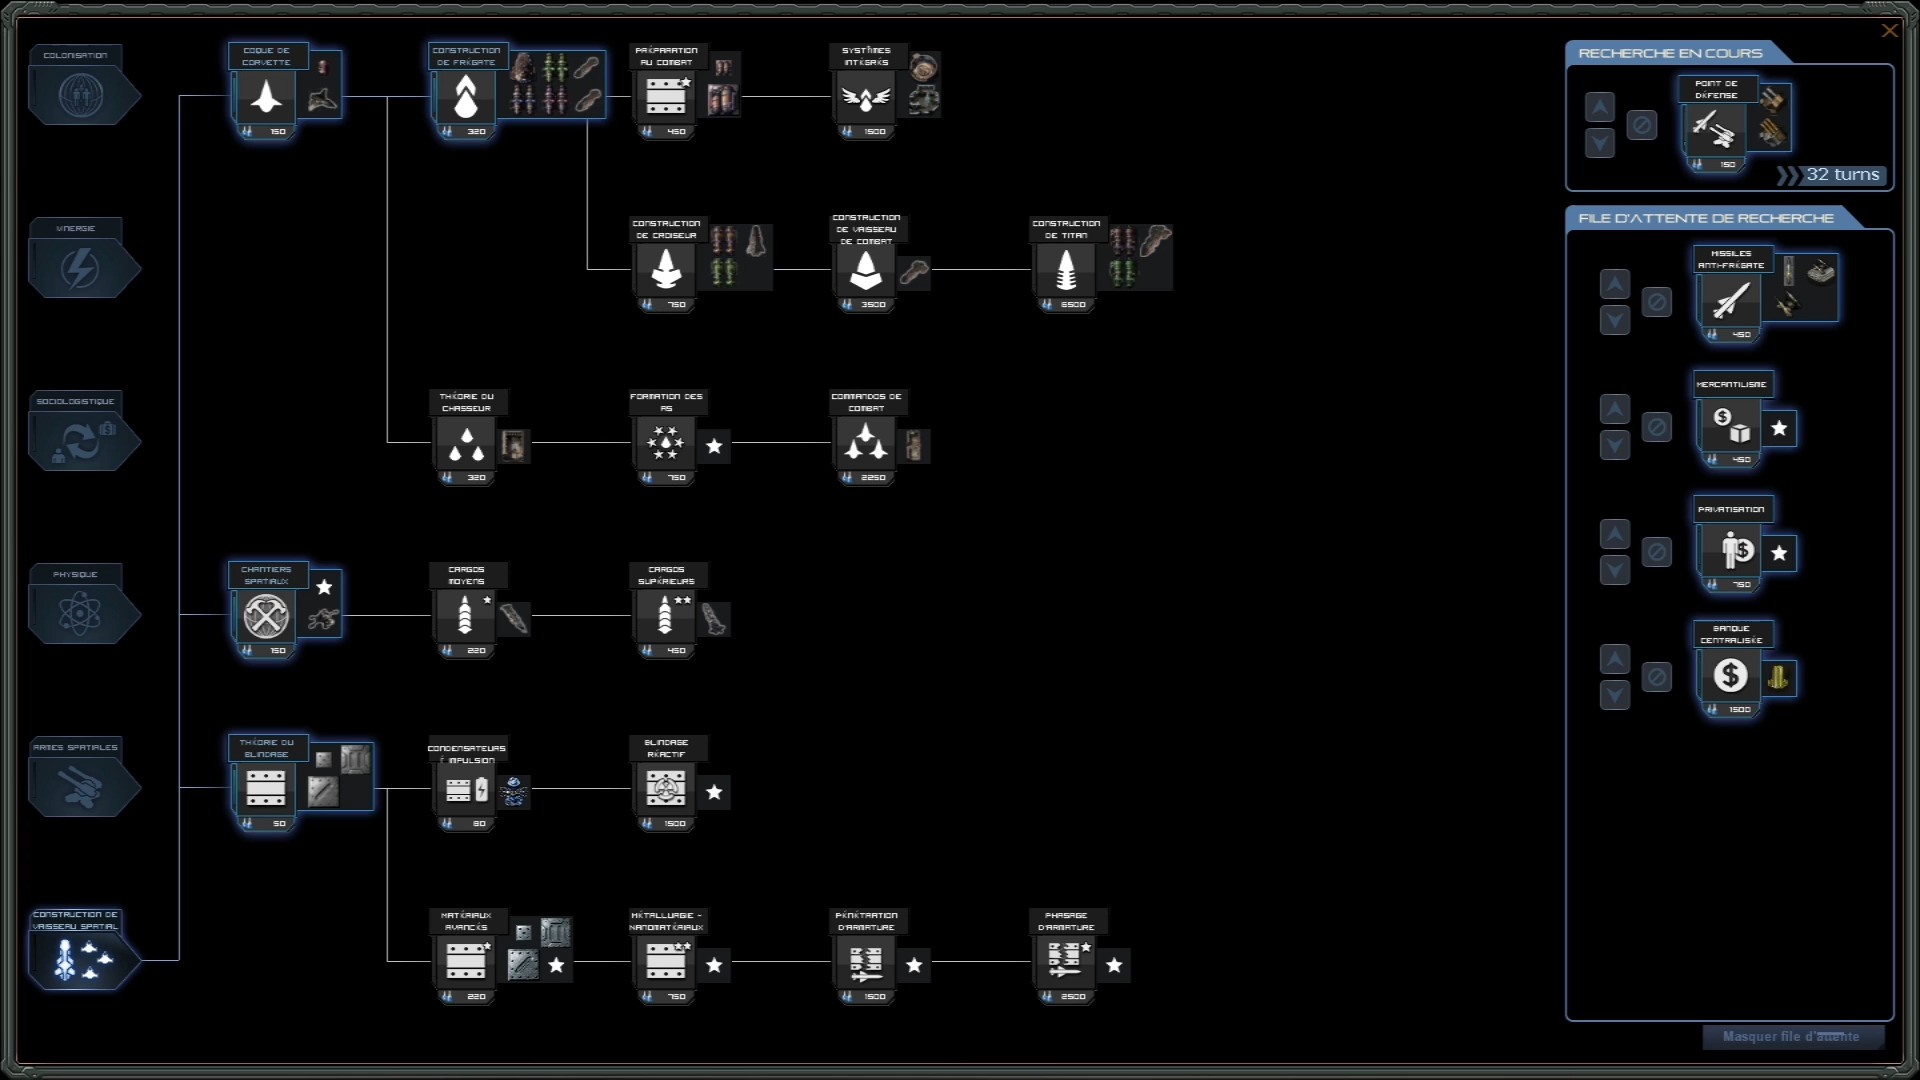 COLONISATION
COQUE DE
CORVETTE
150
CONSTRUCTION
DE FRÉGATE
320
PRÉPARATION
AU COMBAT
450
SYSTÈMES
INTÉGRÉS
1500
RECHERCHE EN COURS
POINT DE
DÉFENSE
150
32 turns
ÉNERGIE
CONSTRUCTION
DE CROISEUR
750
CONSTRUCTION
DE VAISSEAU
DE COMBAT
3500
CONSTRUCTION
DE TITAN
6500
FILE D'ATTENTE DE RECHERCHE
MISSILES
ANTI-FRÉGATE
450
MERCANTILISME
450
PRIVATISATION
750
BANQUE
CENTRALISÉE
1500
SOCIOLOGISTIQUE
THÉORIE DU
CHASSEUR
320
FORMATION DES
AS
750
COMMANDOS DE
COMBAT
2250
PHYSIQUE
CHANTIERS
SPATIAUX
150
CARGOS
MOYENS
220
CARGOS
SUPÉRIEURS
450
ARMES SPATIALES
THÉORIE DU
BLINDAGE
50
CONDENSATEURS
IMPULSION
80
BLINDAGE
RÉACTIF
1500
CONSTRUCTION DE
VAISSEAU SPATIAL
MATÉRIAUX
AVANCÉS
220
MÉTALLURGIE -
NANOMATÉRIAUX
750
PÉNÉTRATION
D'ARMATURE
1500
PHASAGE
D'ARMATURE
2500
Masquer file d'attente